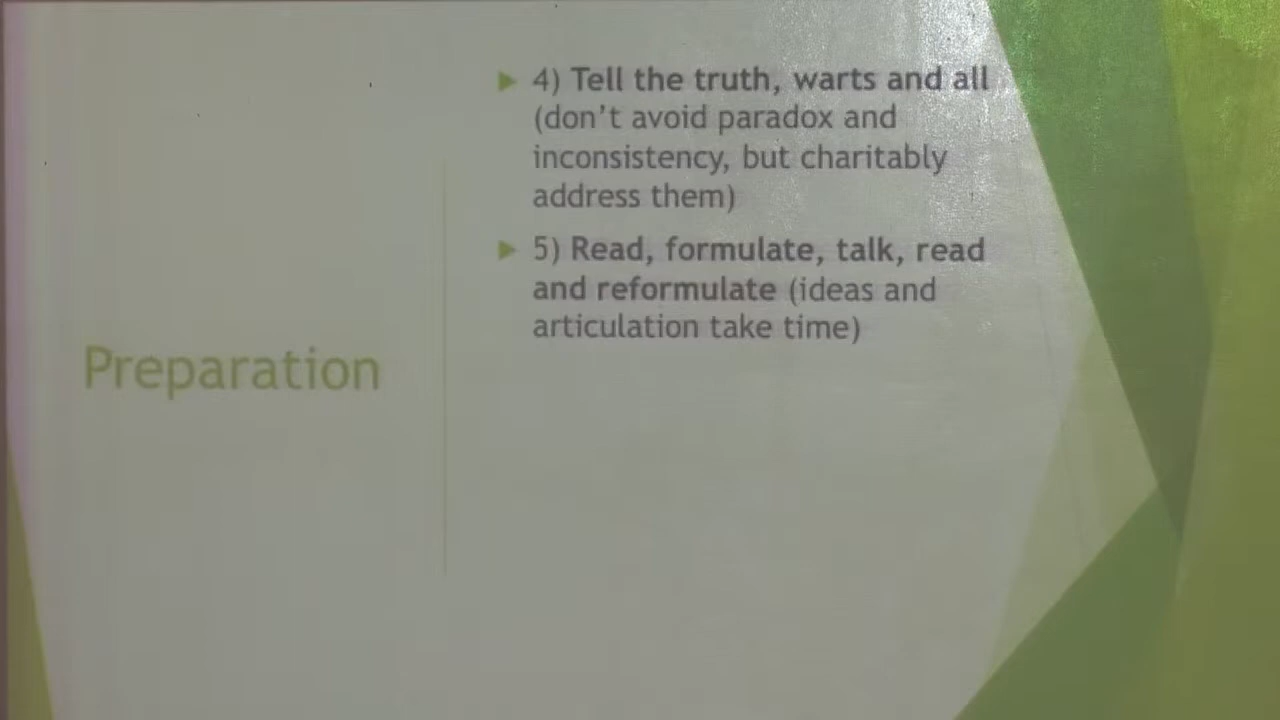 Preparation
4) Tell the truth, warts and all
(don't avoid paradox and
inconsistency, but charitably
address them)
5) Read, formulate, talk, read
and reformulate (ideas and
articulation take time)